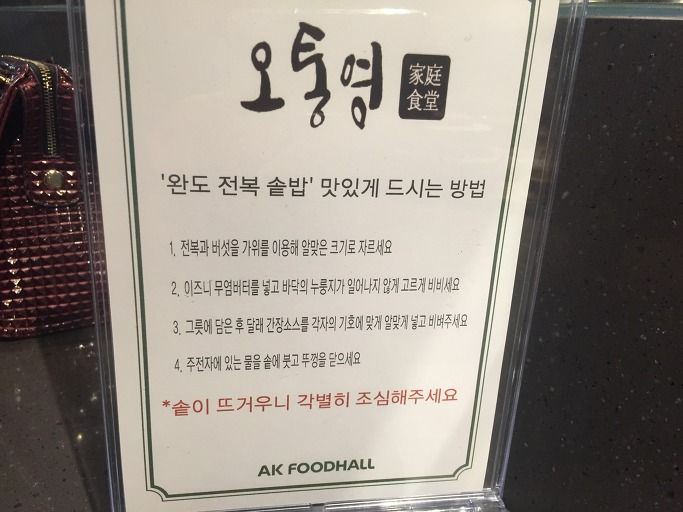 오통영 家庭食堂
'완도 전복 솥밥' 맛있게 드시는 방법
1. 전복과 버섯을 가위를 이용해 알맞은 크기로 자르세요
2. 이즈니 무염버터를 넣고 바닥의 누룽지가 일어나지 않게 고르게 비비세요
3. 그릇에 담은 후 달래 간장소스를 각자의 기호에 맞게 알맞게 넣고 비벼주세요
4. 주전자에 있는 물을 솥에 붓고 뚜껑을 닫으세요
*솥이 뜨거우니 각별히 조심해주세요
AK FOODHALL